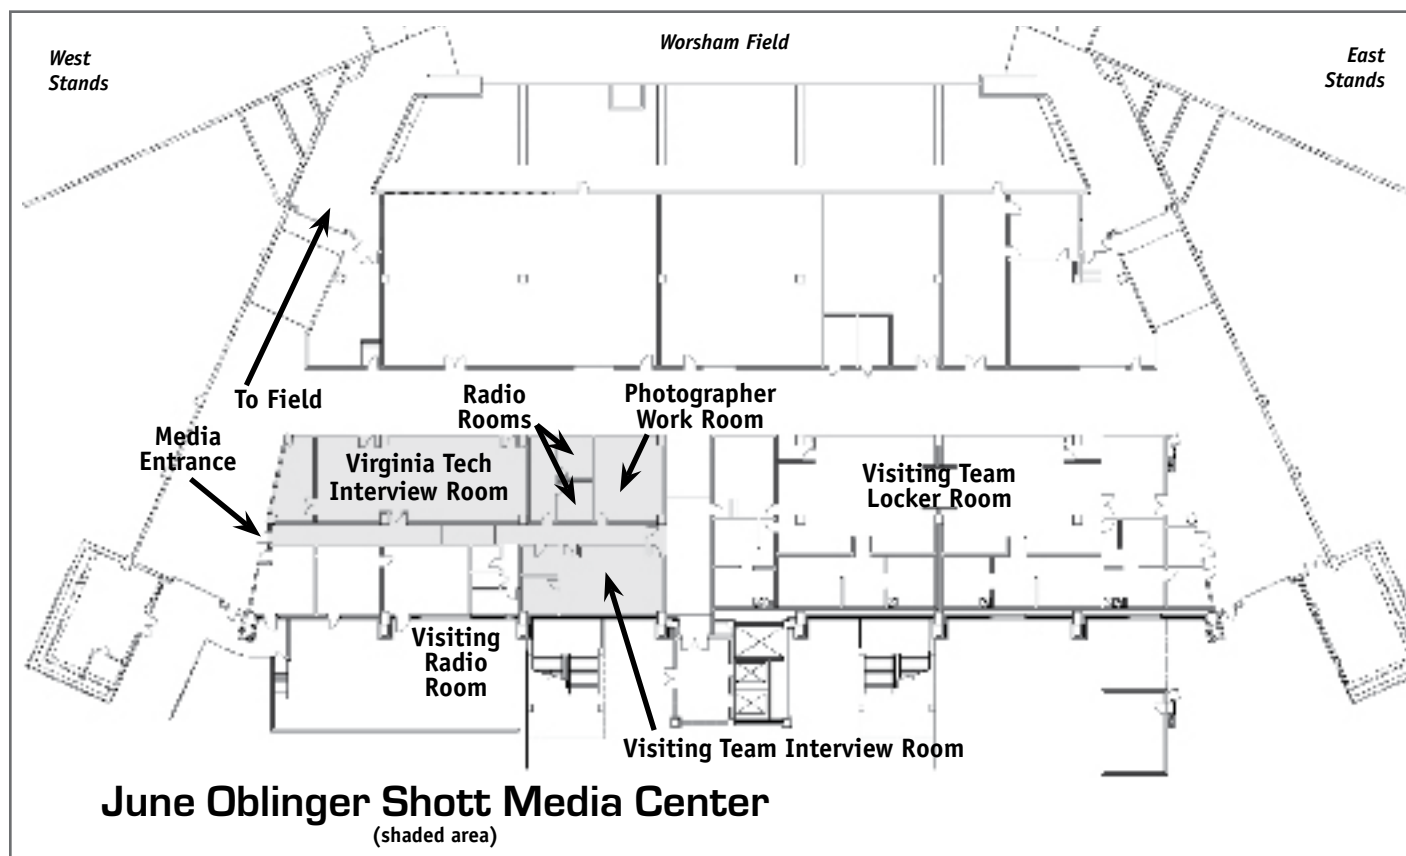 West
Stands
Worsham Field
East
Stands
To Field
Radio
Rooms
Photographer
Work Room
Media
Entrance
Virginia Tech
Interview Room
Visiting Team
Locker Room
Visiting
Radio
Room
Visiting Team Interview Room
June Oblinger Shott Media Center
(shaded area)